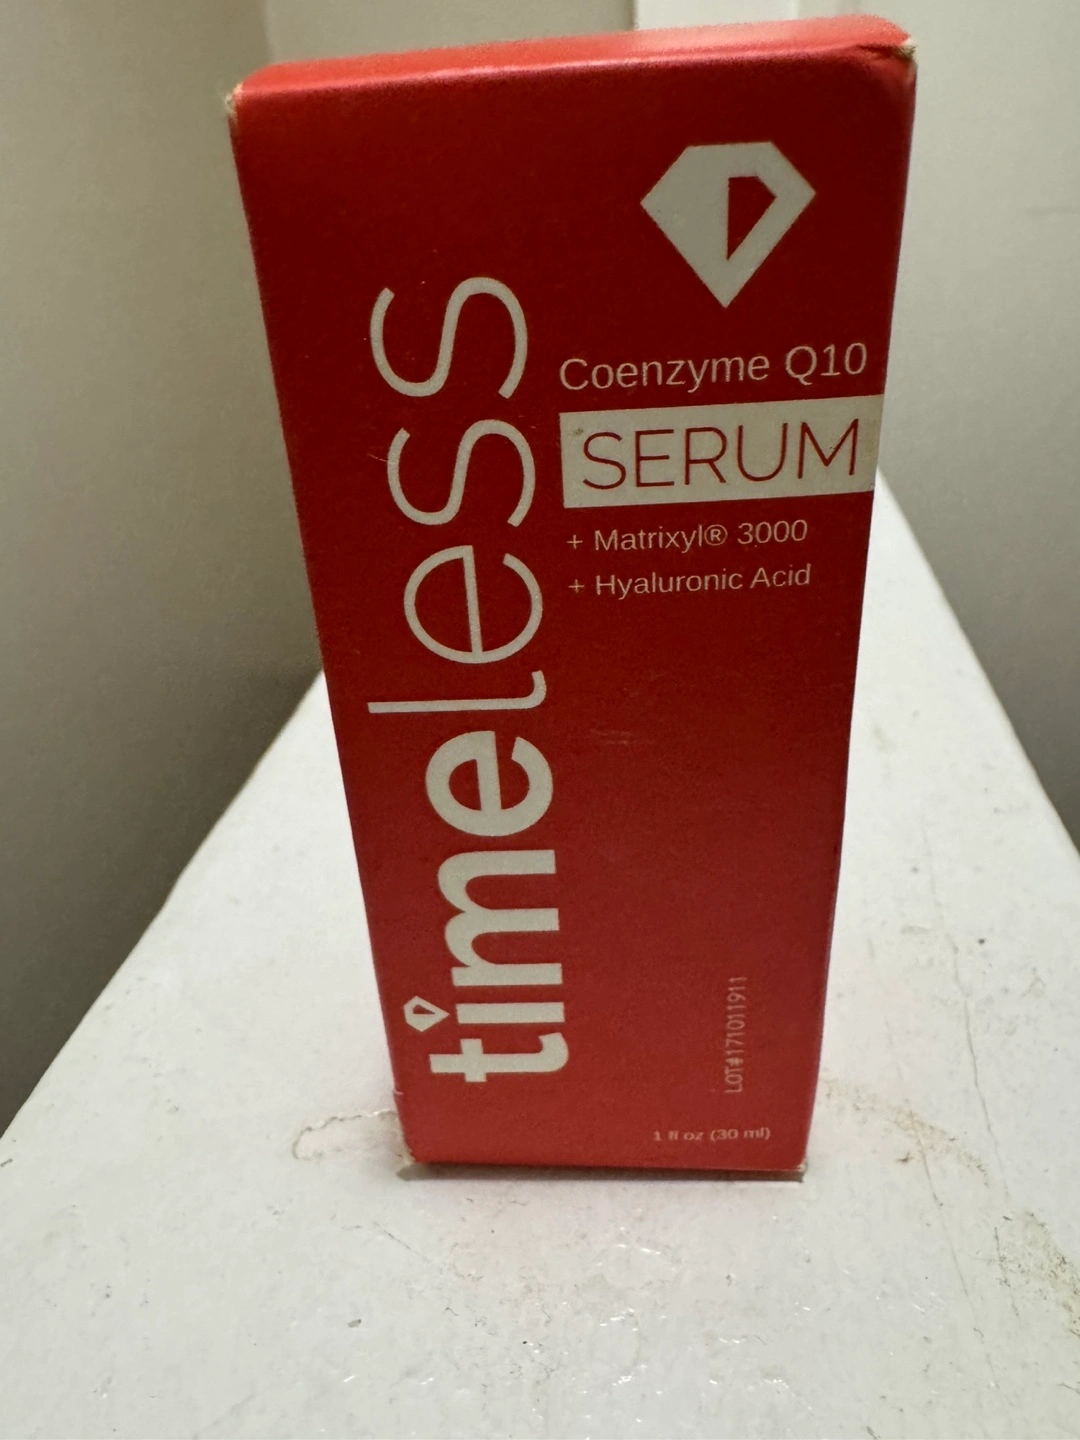 timeless
Coenzyme Q10
SERUM
+ Matrixyl® 3000
+ Hyaluronic Acid
LOT#171011911
1 fl oz (30 ml)